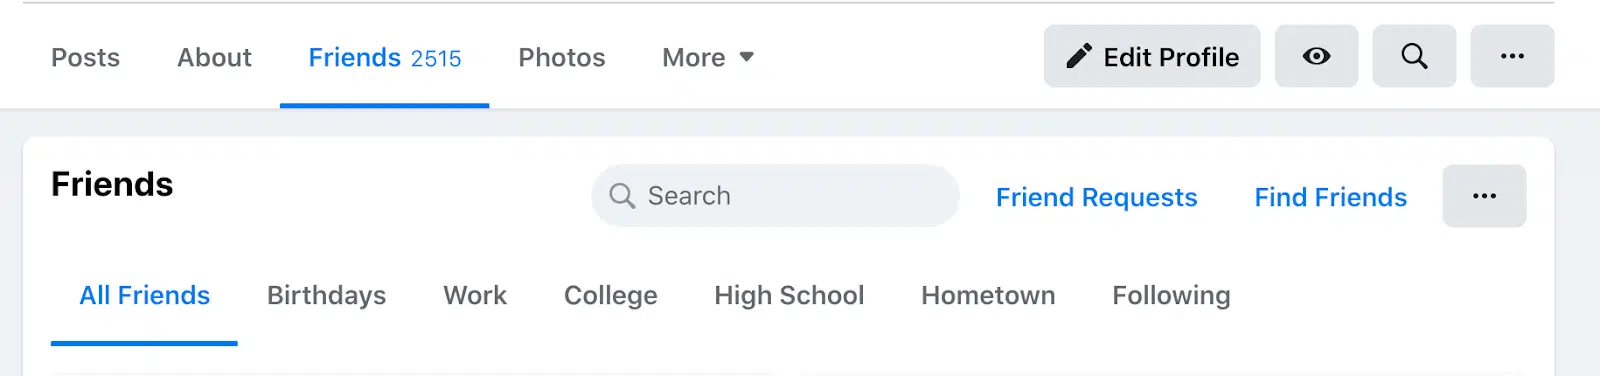 Posts About Friends 2515 Photos More Edit Profile
Friends Search Friend Requests Find Friends
All Friends Birthdays Work College High School Hometown Following